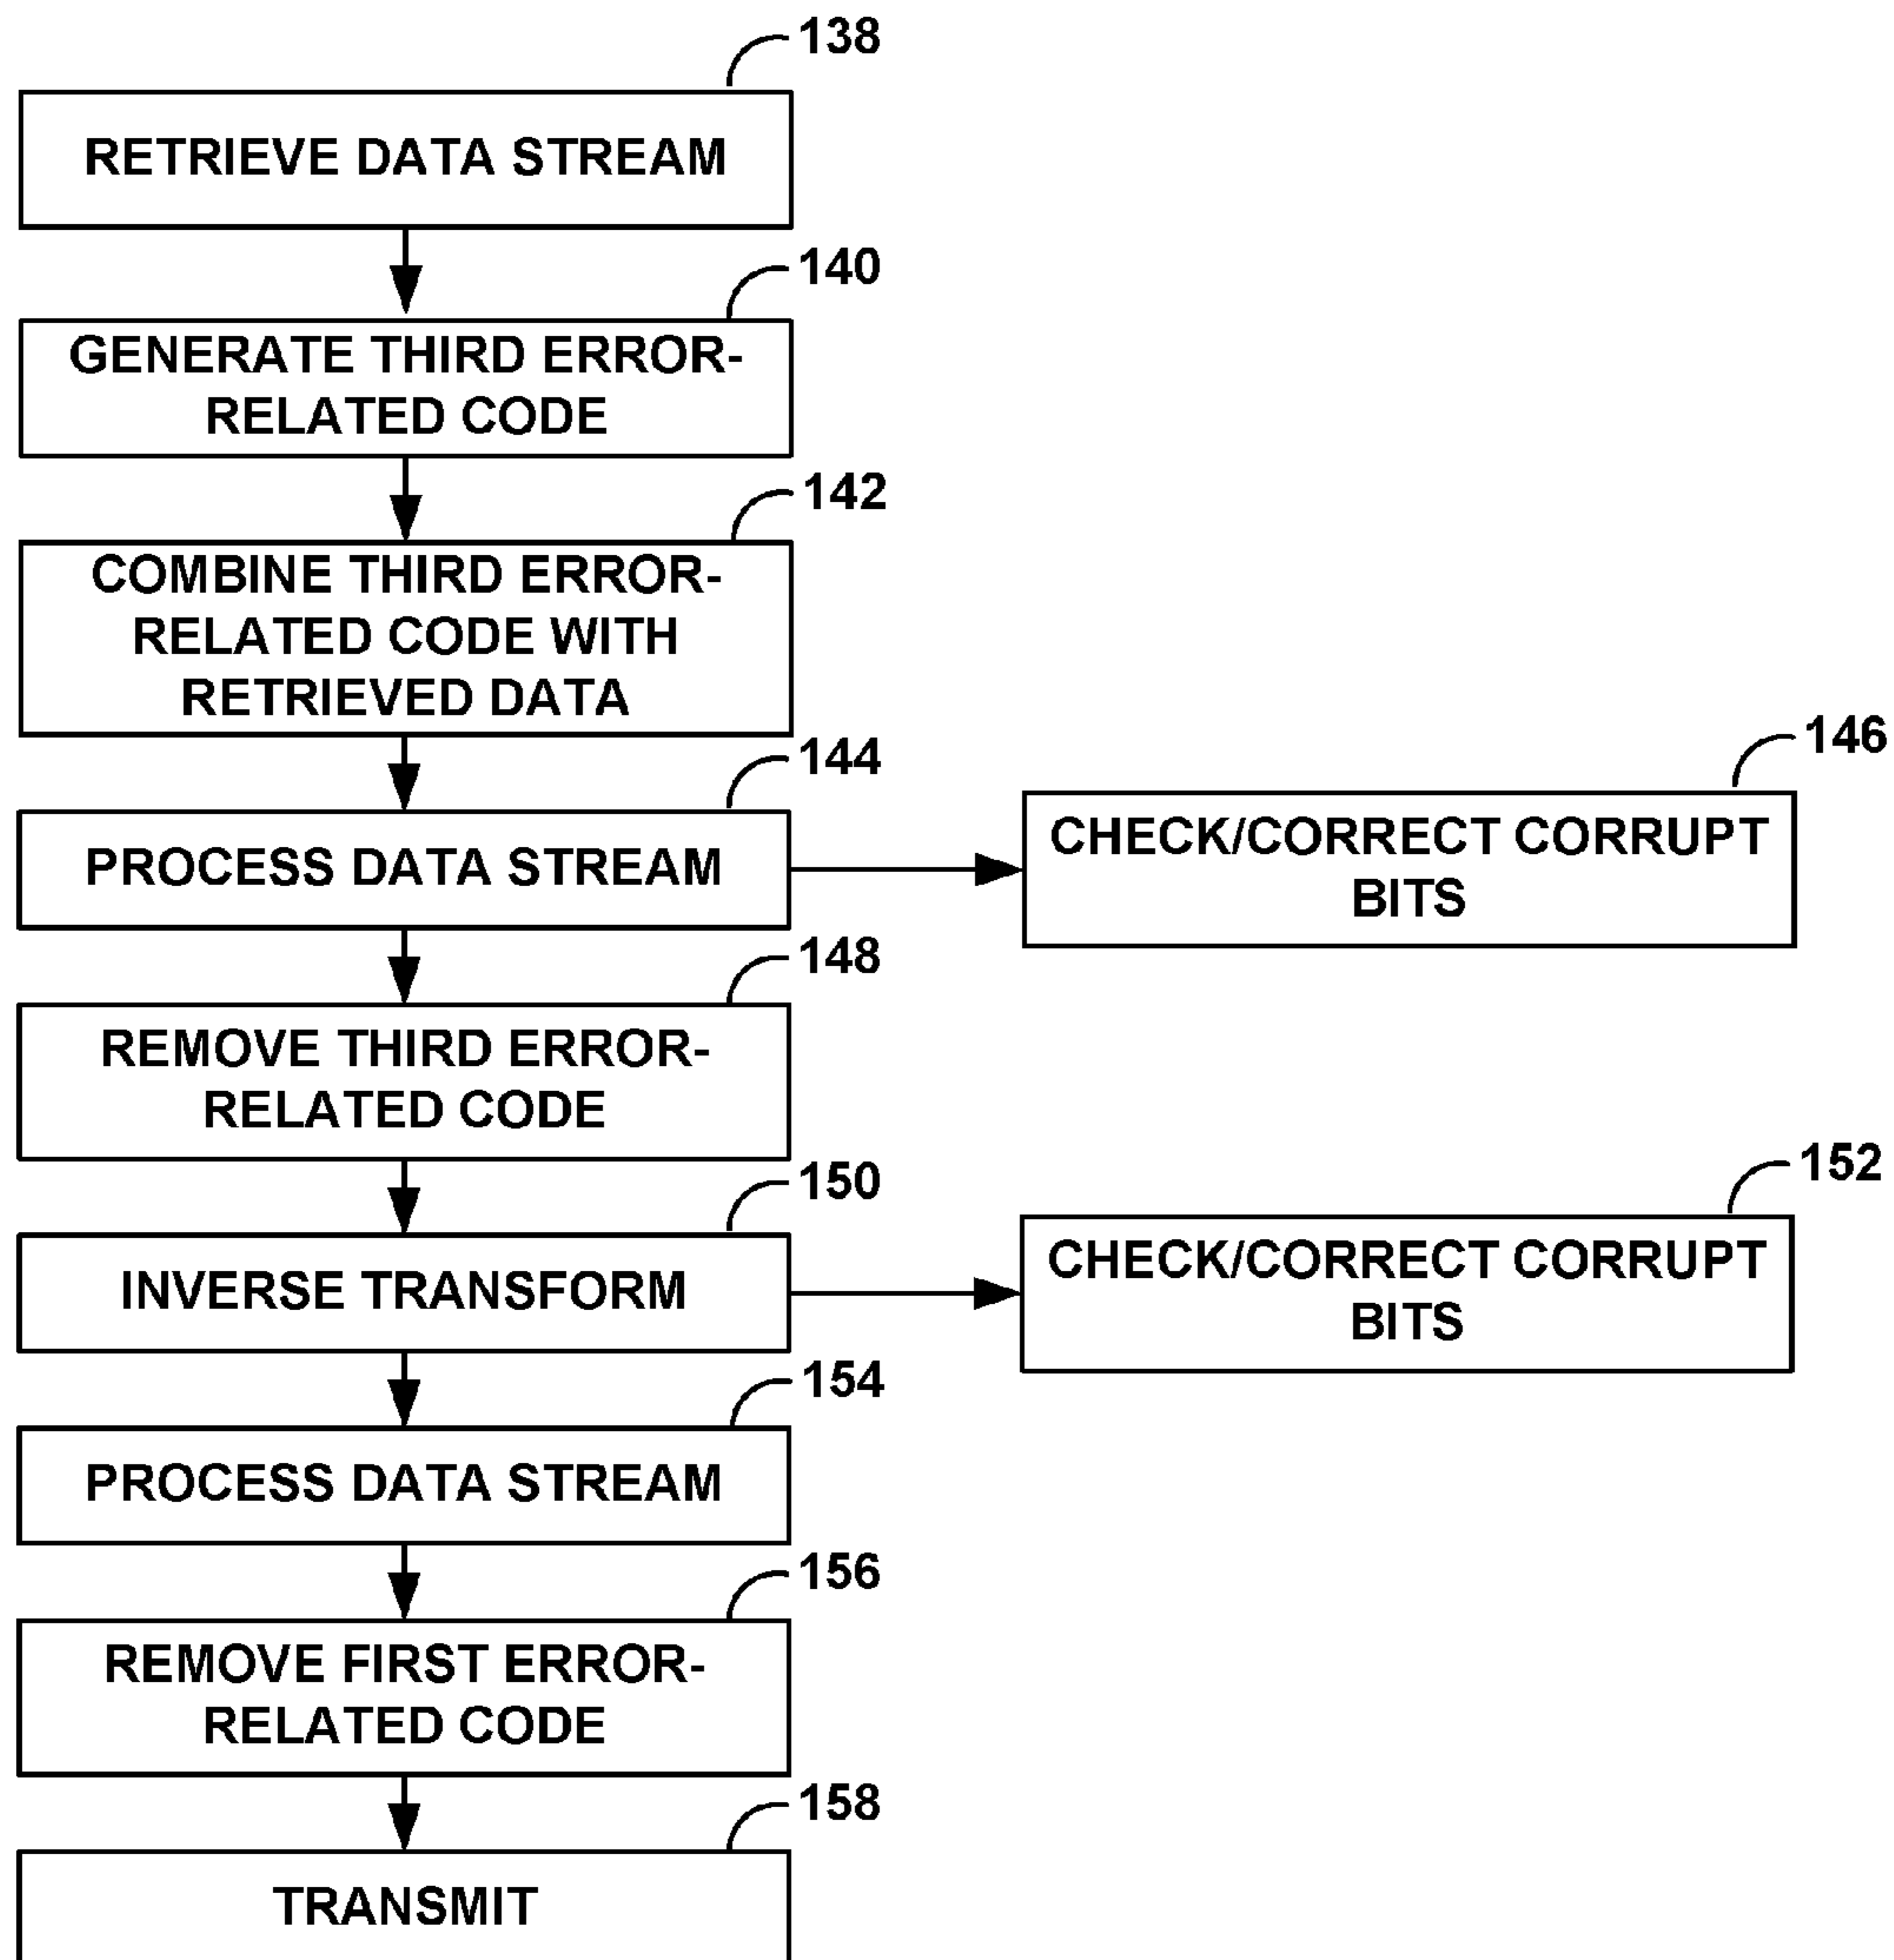 138
RETRIEVE DATA STREAM
140
GENERATE THIRD ERROR-
RELATED CODE
142
COMBINE THIRD ERROR-
RELATED CODE WITH
RETRIEVED DATA
144
PROCESS DATA STREAM
146
CHECK/CORRECT CORRUPT
BITS
148
REMOVE THIRD ERROR-
RELATED CODE
150
INVERSE TRANSFORM
152
CHECK/CORRECT CORRUPT
BITS
154
PROCESS DATA STREAM
156
REMOVE FIRST ERROR-
RELATED CODE
158
TRANSMIT